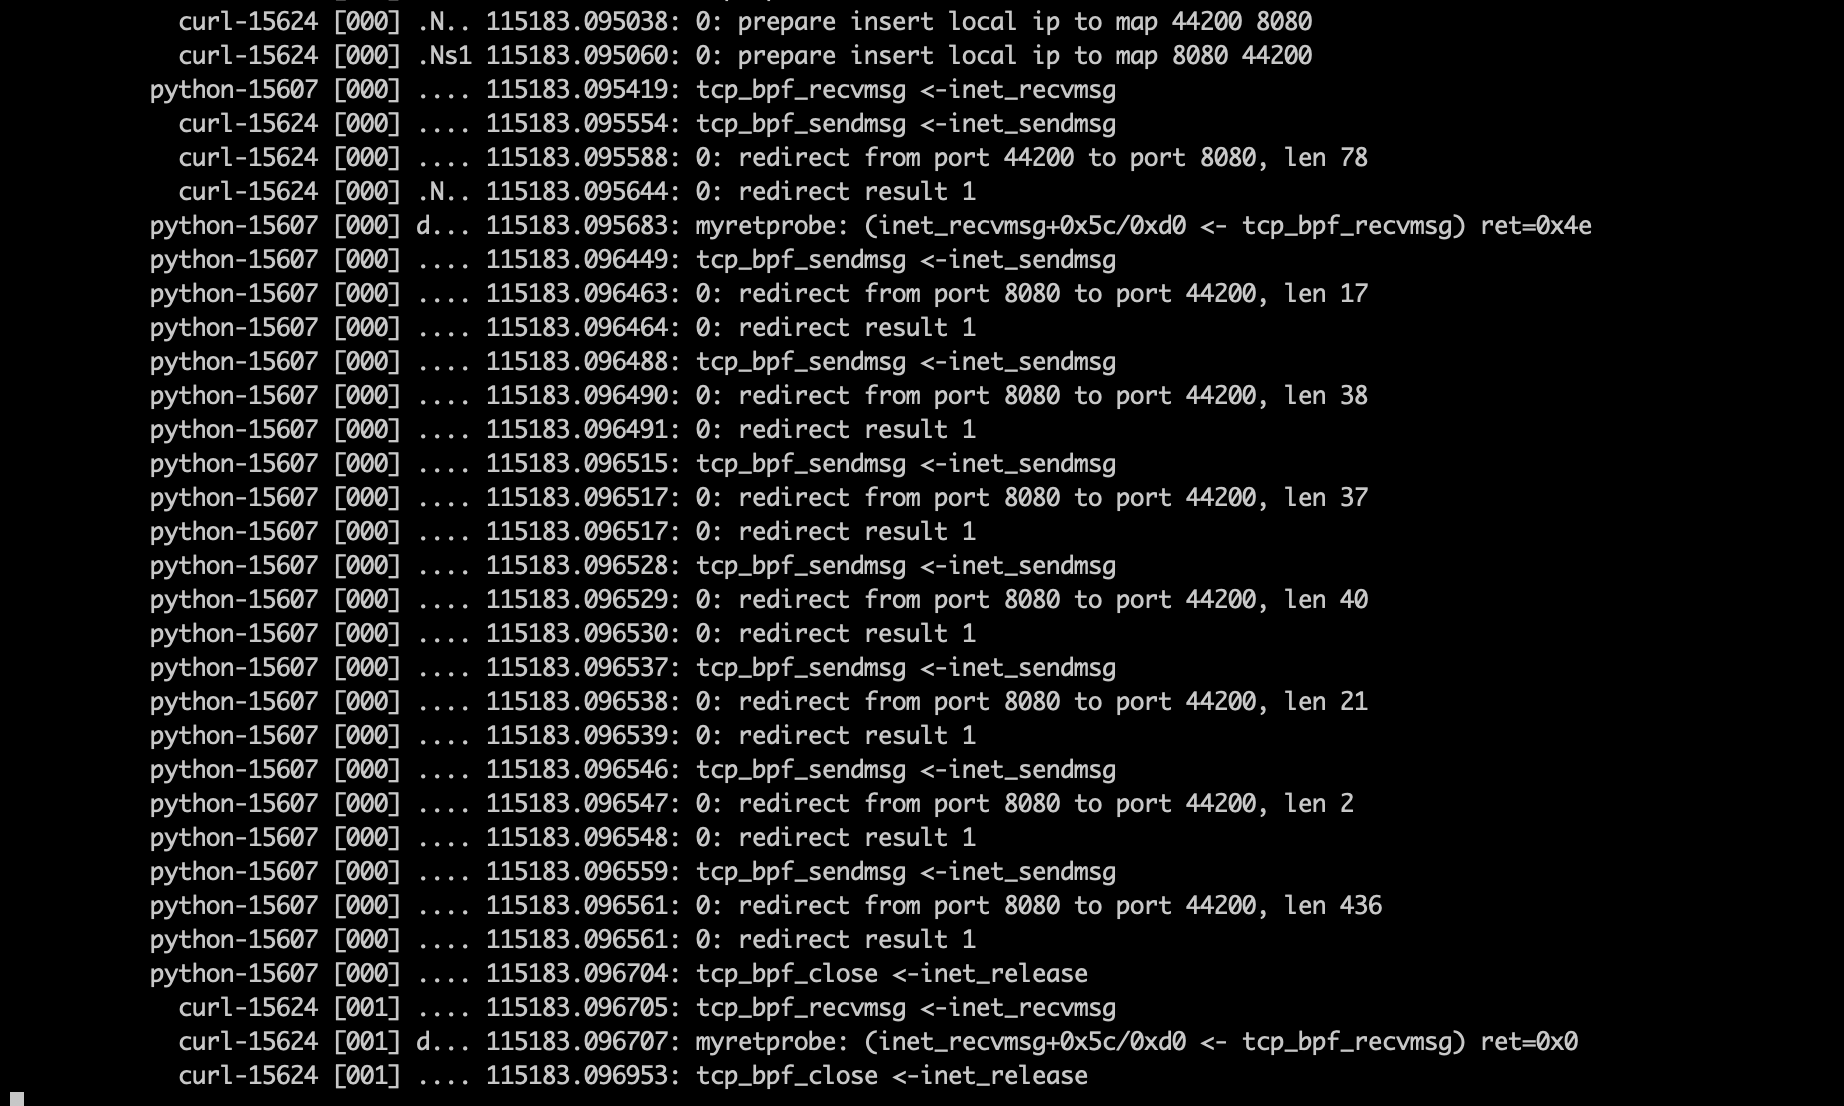 curl-15624 [000] .N.. 115183.095038: 0: prepare insert local ip to map 44200 8080
curl-15624 [000] .Ns1 115183.095060: 0: prepare insert local ip to map 8080 44200
python-15607 [000] .... 115183.095419: tcp_bpf_recvmsg <-inet_recvmsg
curl-15624 [000] .... 115183.095554: tcp_bpf_sendmsg <-inet_sendmsg
curl-15624 [000] .... 115183.095588: 0: redirect from port 44200 to port 8080, len 78
curl-15624 [000] .N.. 115183.095644: 0: redirect result 1
python-15607 [000] d... 115183.095683: myretprobe: (inet_recvmsg+0x5c/0xd0 <- tcp_bpf_recvmsg) ret=0x4e
python-15607 [000] .... 115183.096449: tcp_bpf_sendmsg <-inet_sendmsg
python-15607 [000] .... 115183.096463: 0: redirect from port 8080 to port 44200, len 17
python-15607 [000] .... 115183.096464: 0: redirect result 1
python-15607 [000] .... 115183.096488: tcp_bpf_sendmsg <-inet_sendmsg
python-15607 [000] .... 115183.096490: 0: redirect from port 8080 to port 44200, len 38
python-15607 [000] .... 115183.096491: 0: redirect result 1
python-15607 [000] .... 115183.096515: tcp_bpf_sendmsg <-inet_sendmsg
python-15607 [000] .... 115183.096517: 0: redirect from port 8080 to port 44200, len 37
python-15607 [000] .... 115183.096517: 0: redirect result 1
python-15607 [000] .... 115183.096528: tcp_bpf_sendmsg <-inet_sendmsg
python-15607 [000] .... 115183.096529: 0: redirect from port 8080 to port 44200, len 40
python-15607 [000] .... 115183.096530: 0: redirect result 1
python-15607 [000] .... 115183.096537: tcp_bpf_sendmsg <-inet_sendmsg
python-15607 [000] .... 115183.096538: 0: redirect from port 8080 to port 44200, len 21
python-15607 [000] .... 115183.096539: 0: redirect result 1
python-15607 [000] .... 115183.096546: tcp_bpf_sendmsg <-inet_sendmsg
python-15607 [000] .... 115183.096547: 0: redirect from port 8080 to port 44200, len 2
python-15607 [000] .... 115183.096548: 0: redirect result 1
python-15607 [000] .... 115183.096559: tcp_bpf_sendmsg <-inet_sendmsg
python-15607 [000] .... 115183.096561: 0: redirect from port 8080 to port 44200, len 436
python-15607 [000] .... 115183.096561: 0: redirect result 1
python-15607 [000] .... 115183.096704: tcp_bpf_close <-inet_release
curl-15624 [001] .... 115183.096705: tcp_bpf_recvmsg <-inet_recvmsg
curl-15624 [001] d... 115183.096707: myretprobe: (inet_recvmsg+0x5c/0xd0 <- tcp_bpf_recvmsg) ret=0x0
curl-15624 [001] .... 115183.096953: tcp_bpf_close <-inet_release